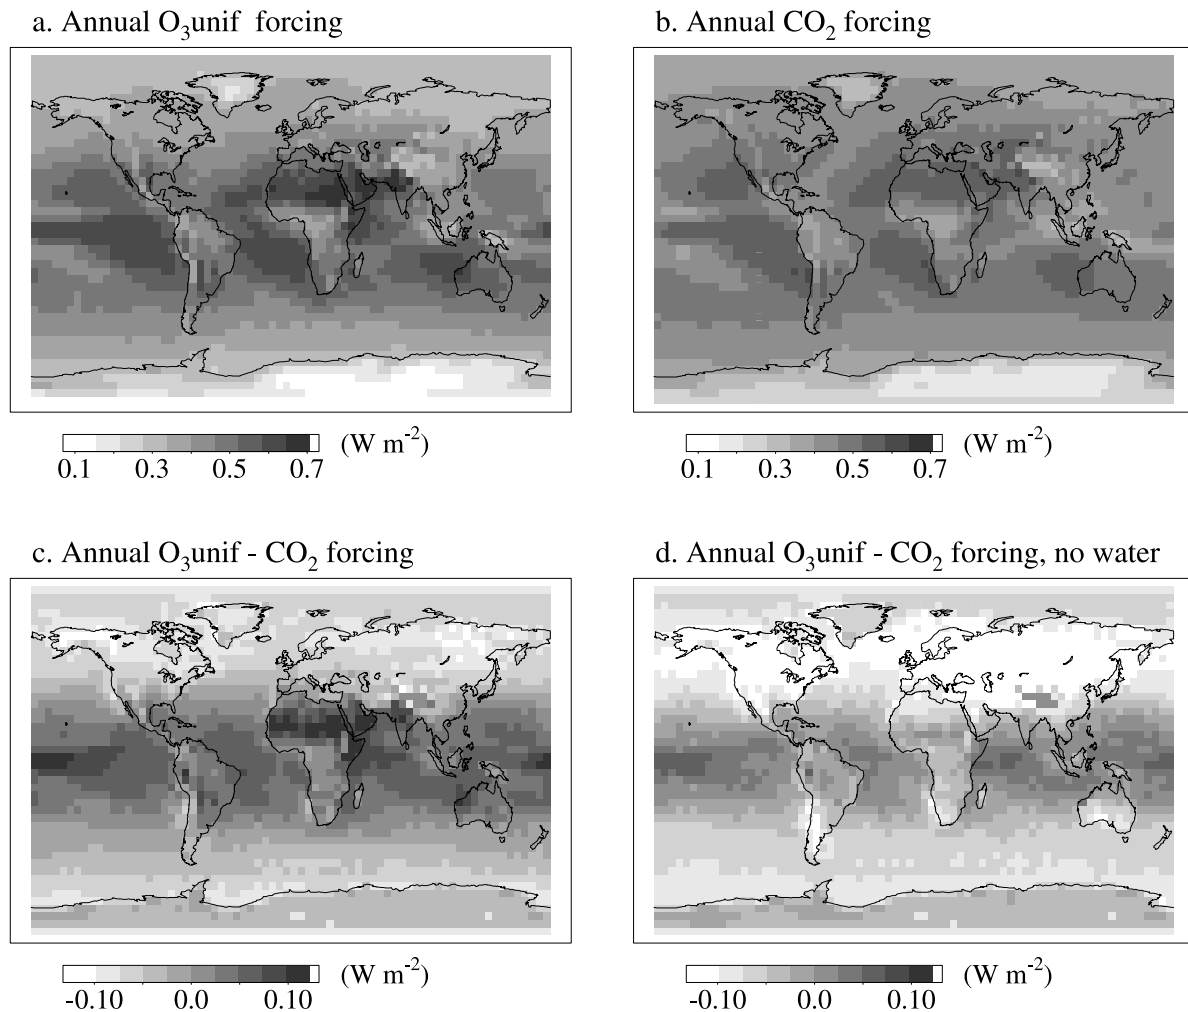 a. Annual O₃unif forcing
b. Annual CO₂ forcing
0.1 0.3 0.5 0.7 (W m⁻²)
0.1 0.3 0.5 0.7 (W m⁻²)
c. Annual O₃unif - CO₂ forcing
d. Annual O₃unif - CO₂ forcing, no water
-0.10 0.0 0.10 (W m⁻²)
-0.10 0.0 0.10 (W m⁻²)